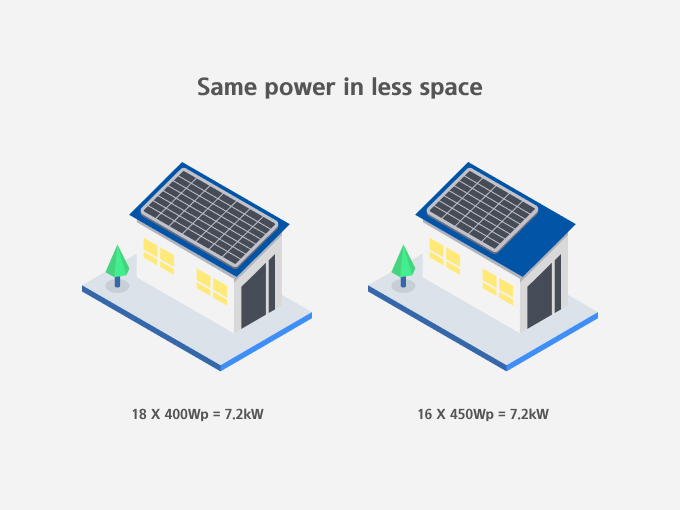 Same power in less space
18 X 400Wp = 7.2kW
16 X 450Wp = 7.2kW